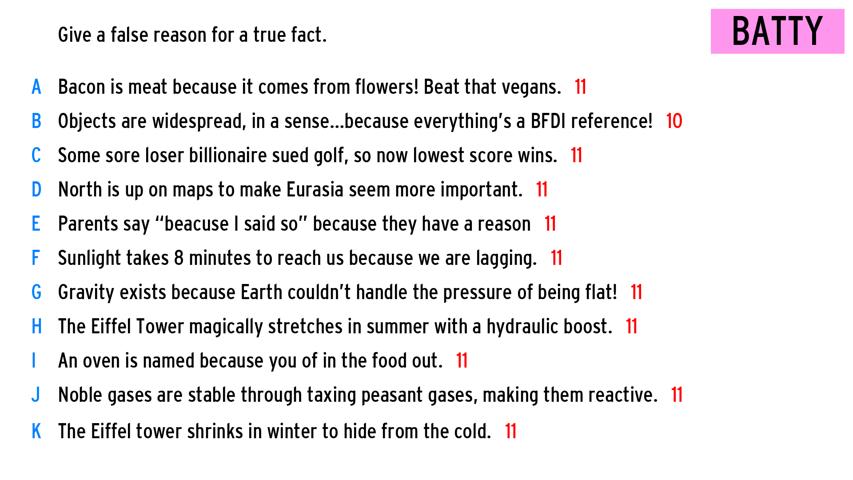 Give a false reason for a true fact.
BATTY
A Bacon is meat because it comes from flowers! Beat that vegans. 11
B Objects are widespread, in a sense...because everything's a BFDI reference! 10
C Some sore loser billionaire sued golf, so now lowest score wins. 11
D North is up on maps to make Eurasia seem more important. 11
E Parents say “beacuse I said so” because they have a reason 11
F Sunlight takes 8 minutes to reach us because we are lagging. 11
G Gravity exists because Earth couldn't handle the pressure of being flat! 11
H The Eiffel Tower magically stretches in summer with a hydraulic boost. 11
I An oven is named because you of in the food out. 11
J Noble gases are stable through taxing peasant gases, making them reactive. 11
K The Eiffel tower shrinks in winter to hide from the cold. 11